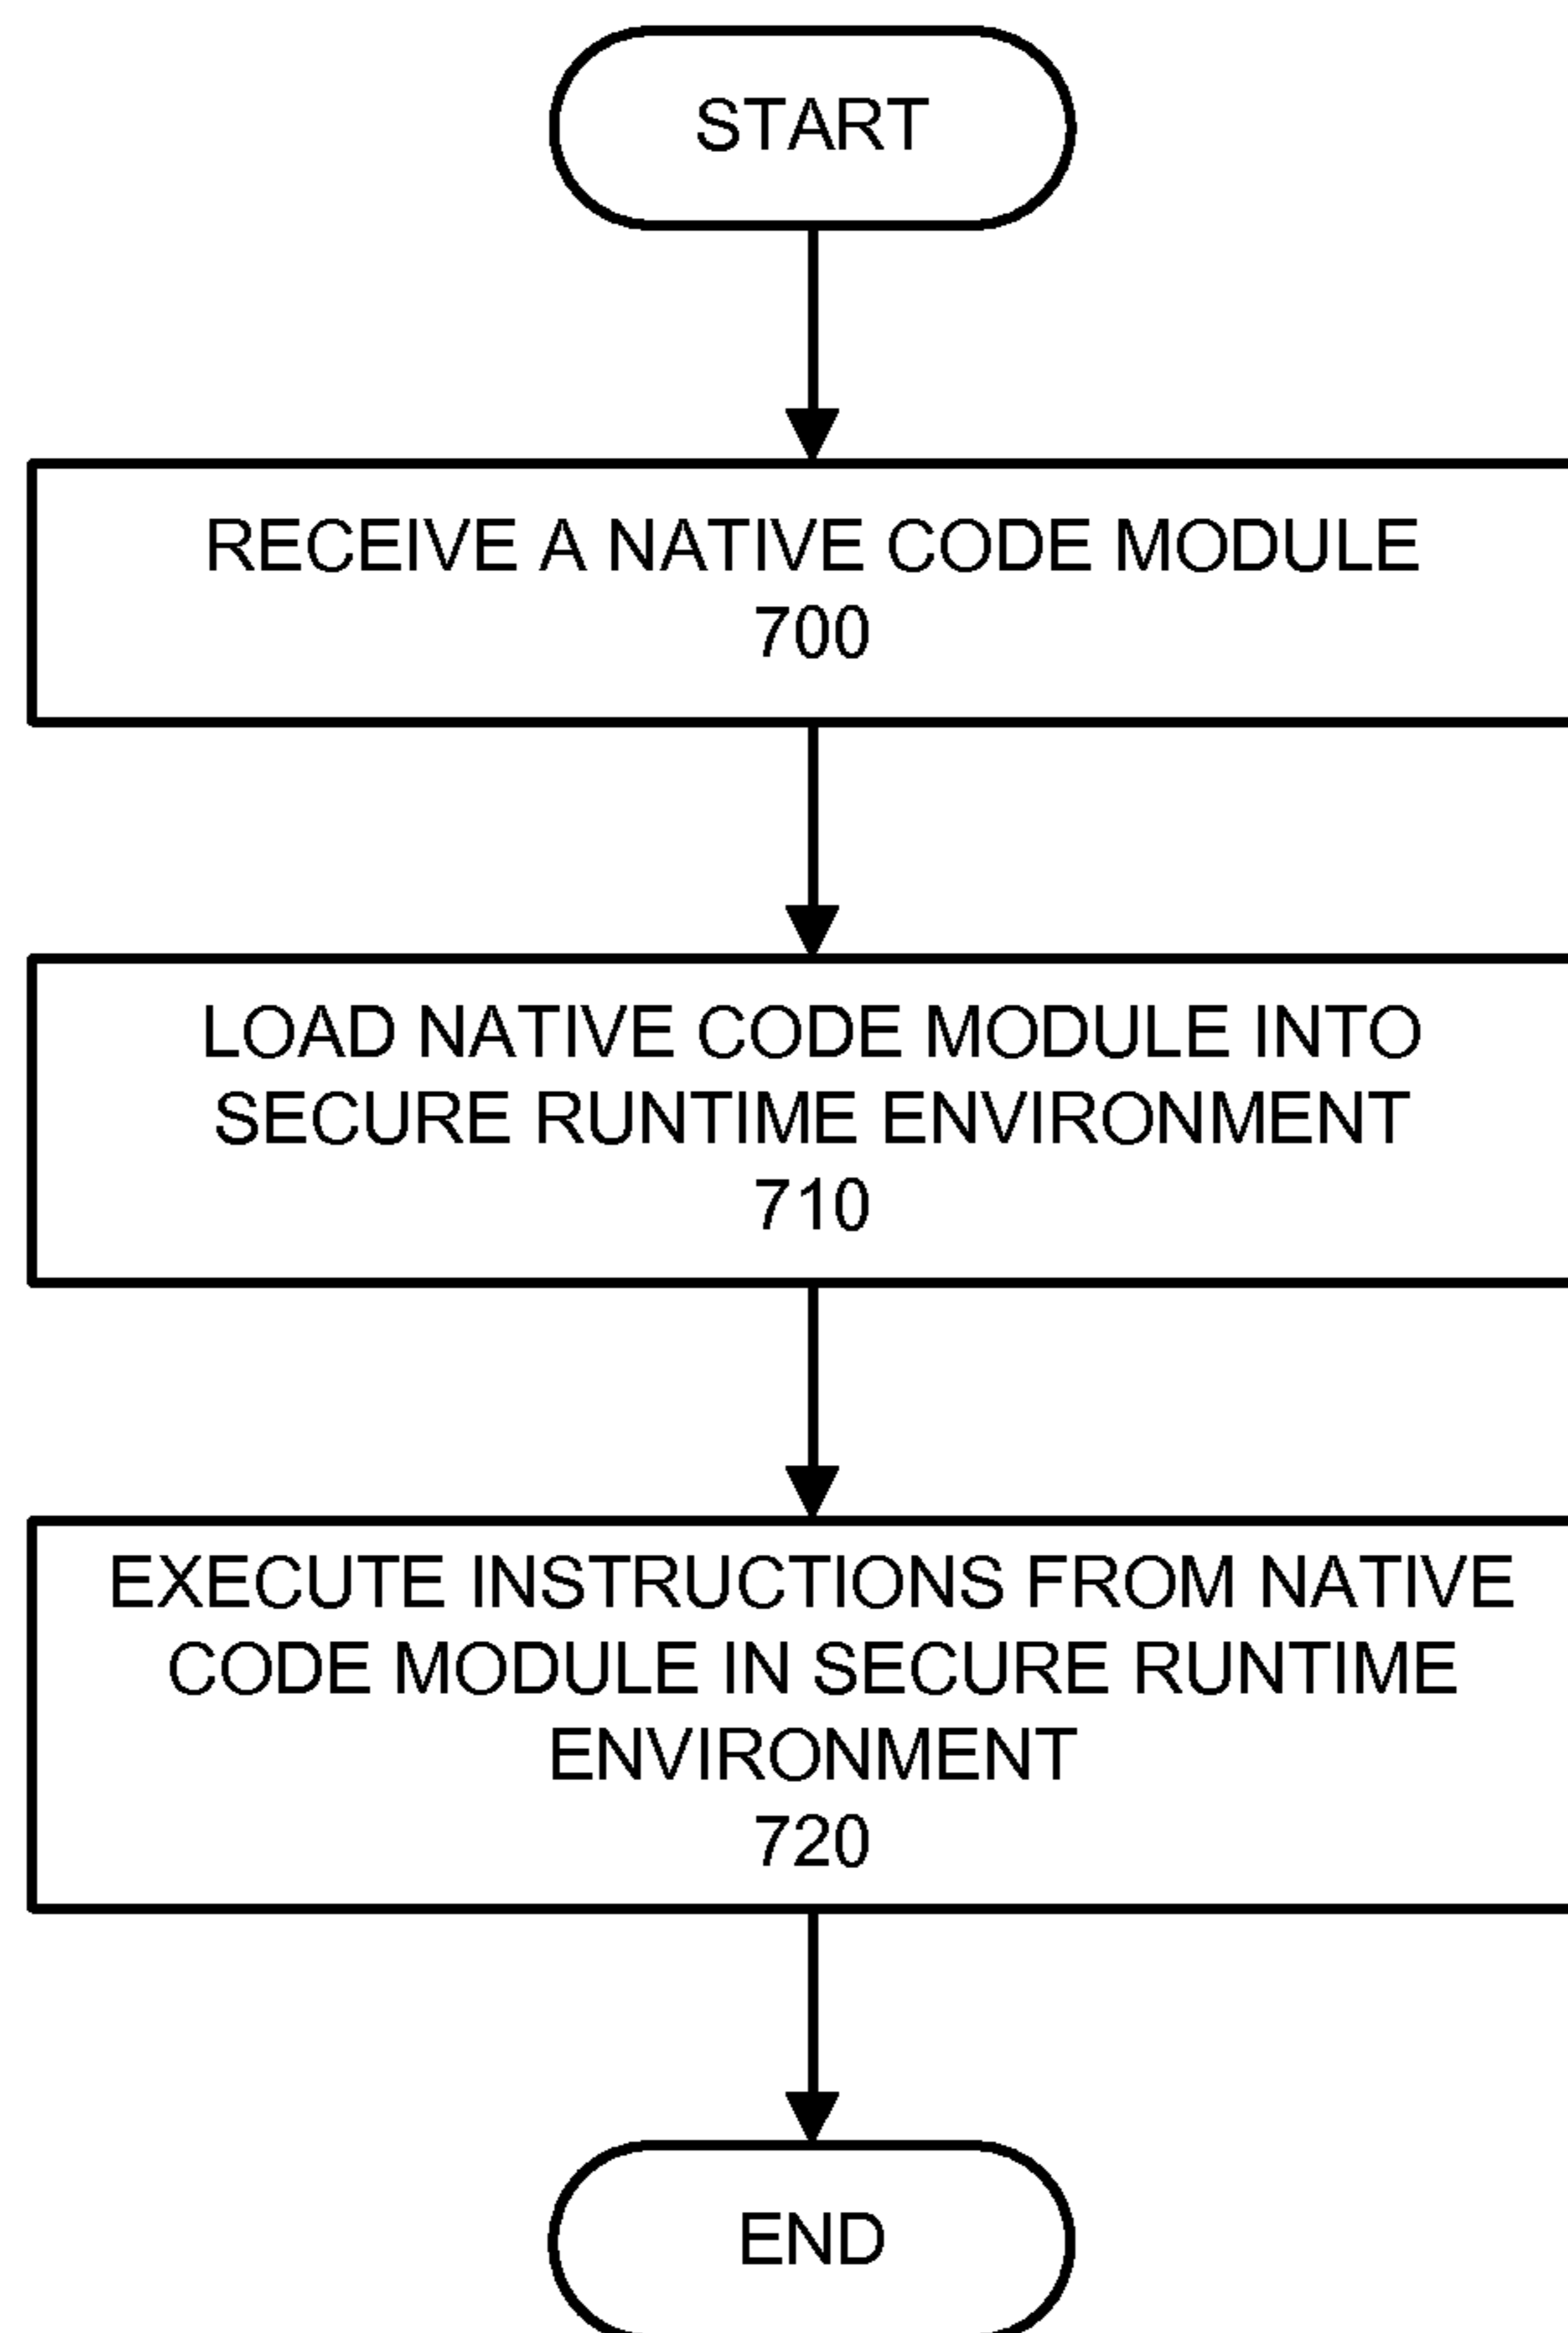 START
RECEIVE A NATIVE CODE MODULE
700
LOAD NATIVE CODE MODULE INTO
SECURE RUNTIME ENVIRONMENT
710
EXECUTE INSTRUCTIONS FROM NATIVE
CODE MODULE IN SECURE RUNTIME
ENVIRONMENT
720
END